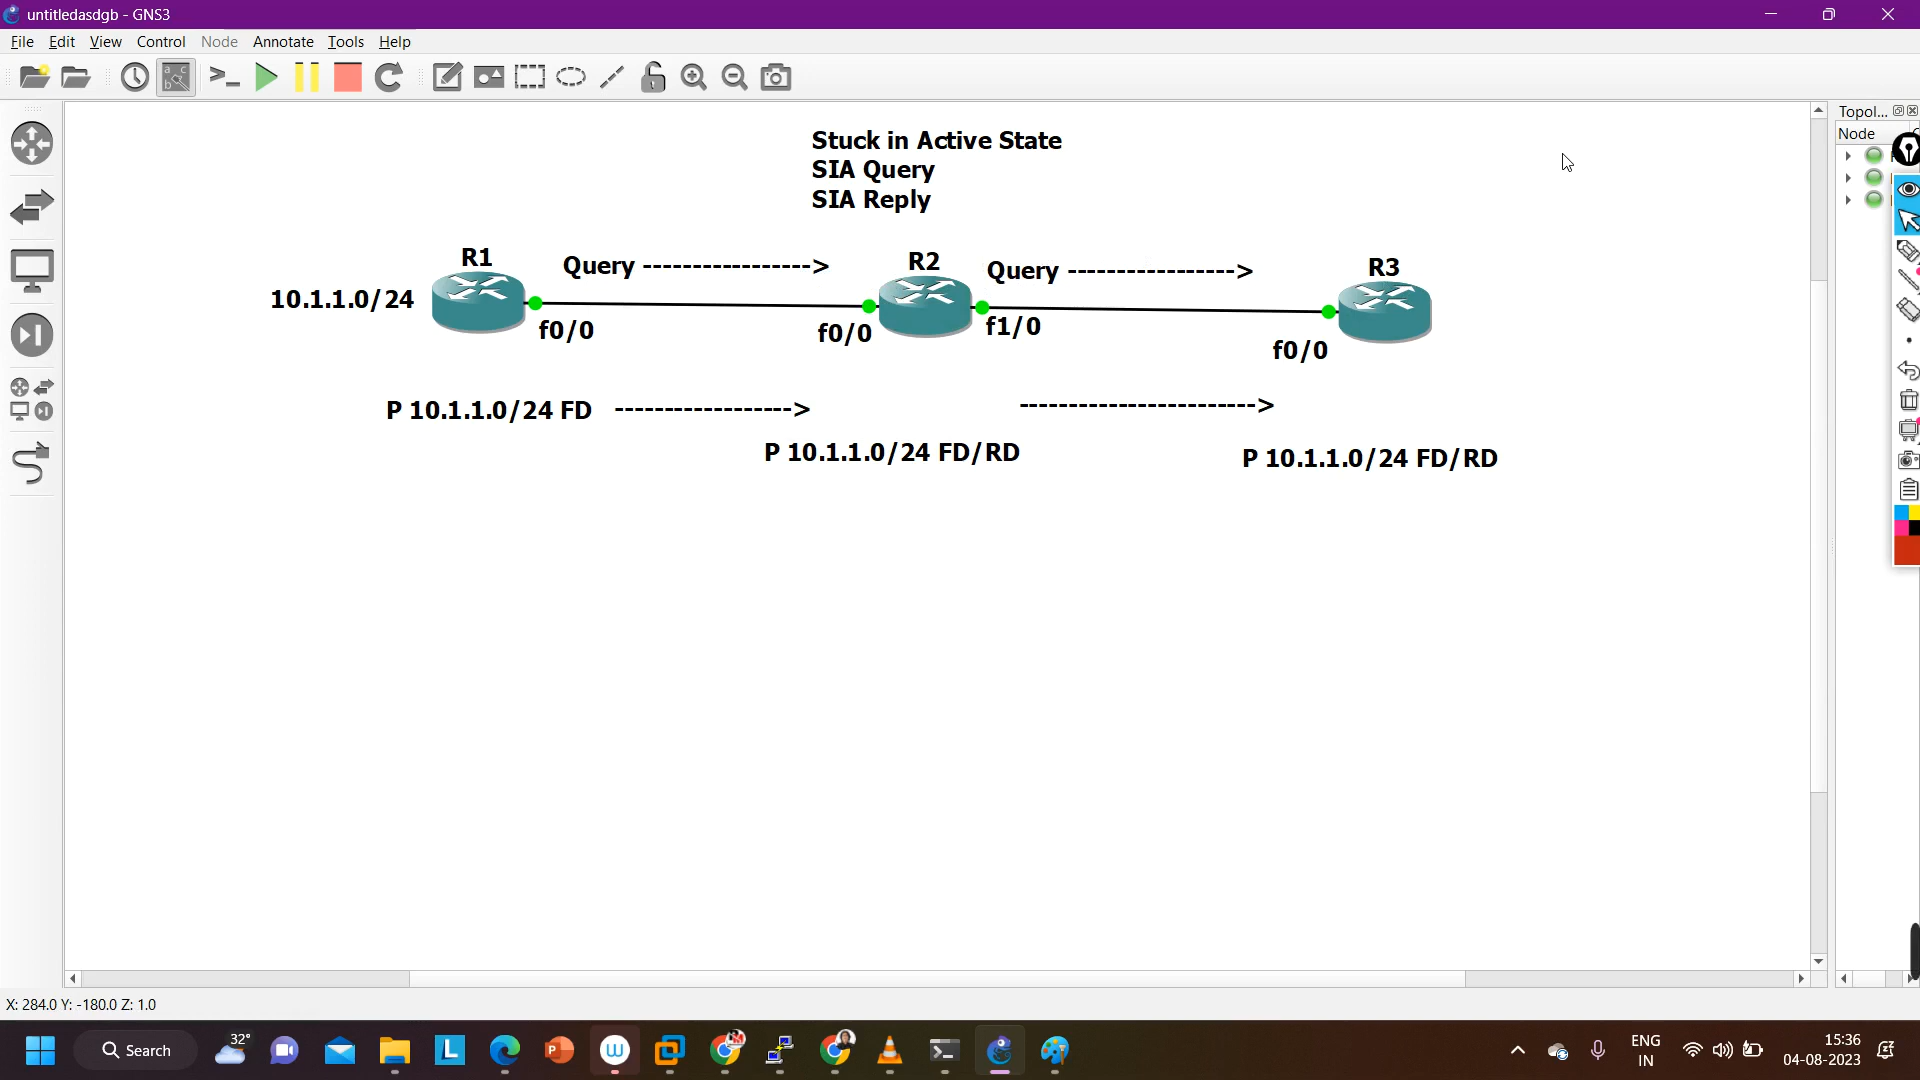 untitledasdgb - GNS3
File Edit View Control Node Annotate Tools Help
Topol...
Node
Stuck in Active State
SIA Query
SIA Reply
R1
Query ----------------->
R2
Query ----------------->
R3
10.1.1.0/24
f0/0
f0/0
f1/0
f0/0
P 10.1.1.0/24 FD ------------------>
------------------------>
P 10.1.1.0/24 FD/RD
P 10.1.1.0/24 FD/RD
X: 284.0 Y: -180.0 Z: 1.0
Search
32°
ENG
IN
15:36
04-08-2023